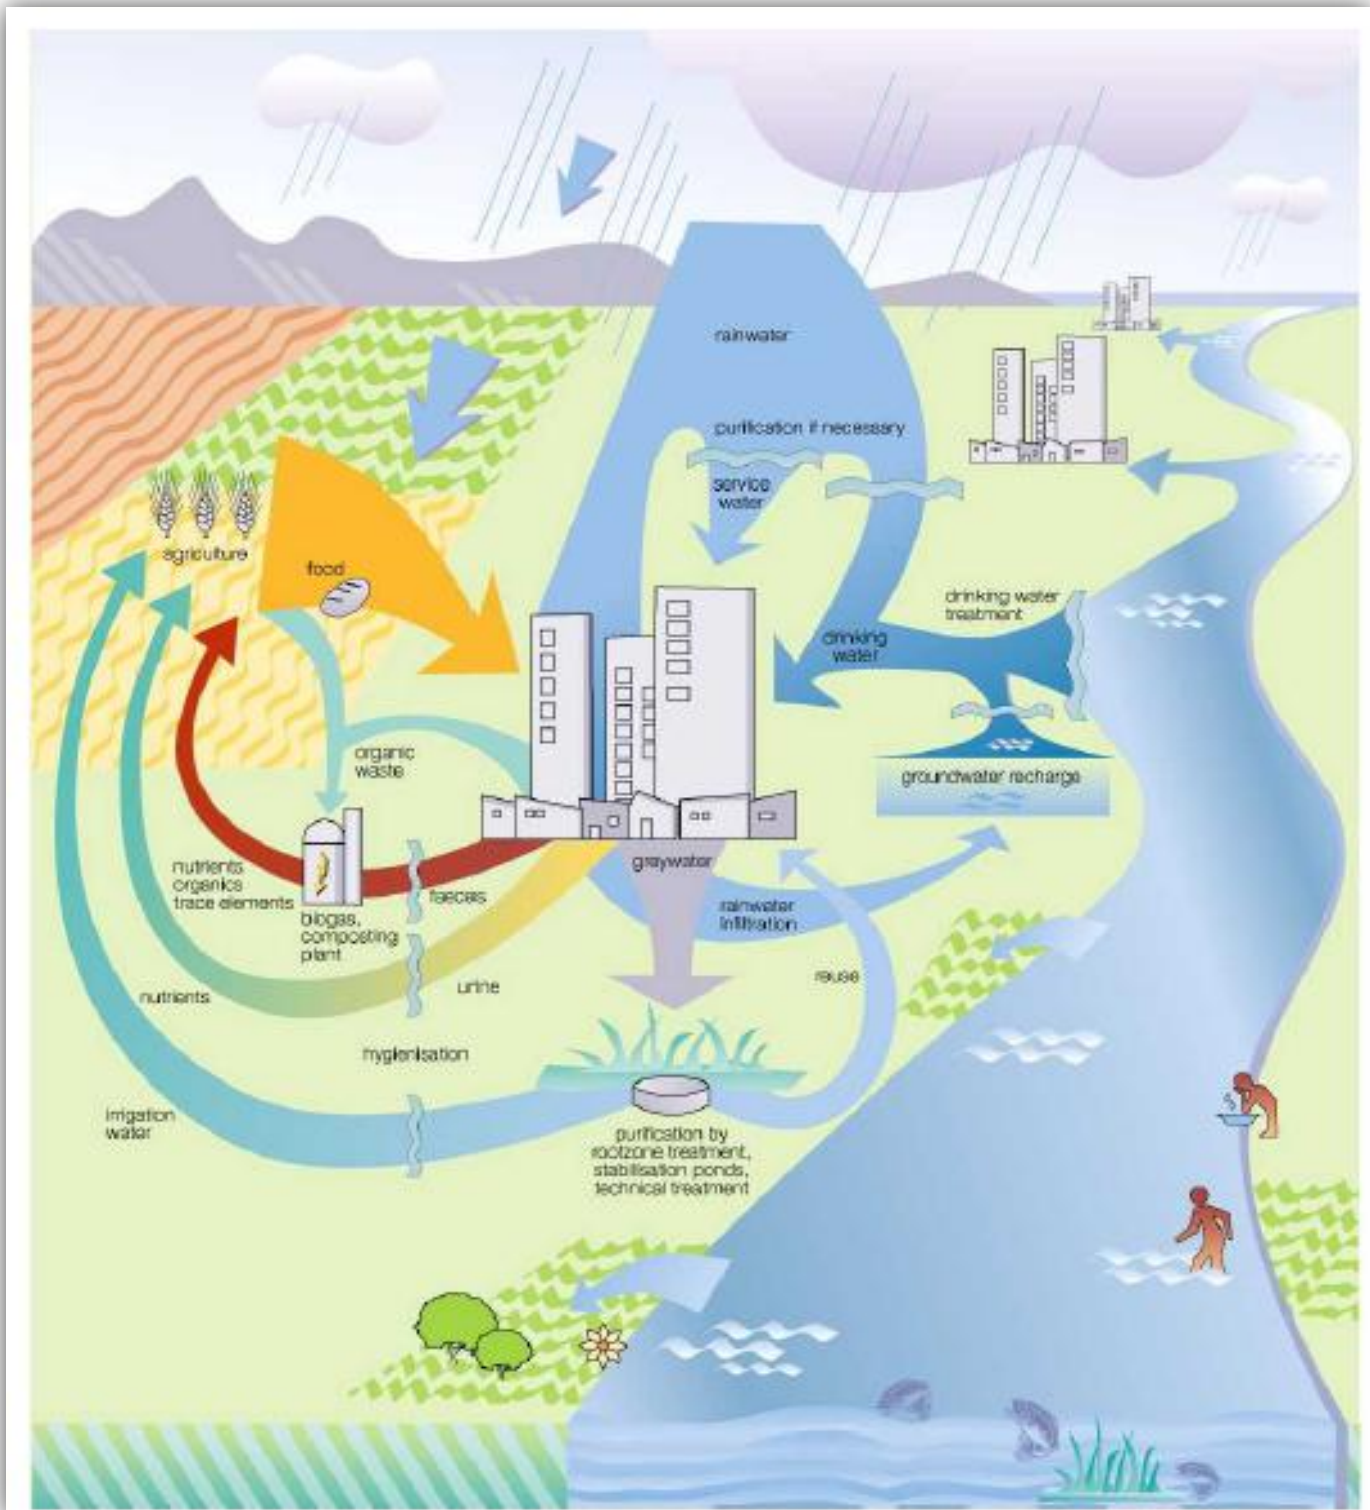 rainwater
purification if necessary
service
water
agriculture
food
drinking water
treatment
drinking
water
organic
waste
groundwater recharge
greywater
nutrients
organics
trace elements
faeces
biogas,
composting
plant
rainwater
infiltration
reuse
urine
nutrients
hygienisation
irrigation
water
purification by
rootzone treatment,
stabilisation ponds,
technical treatment